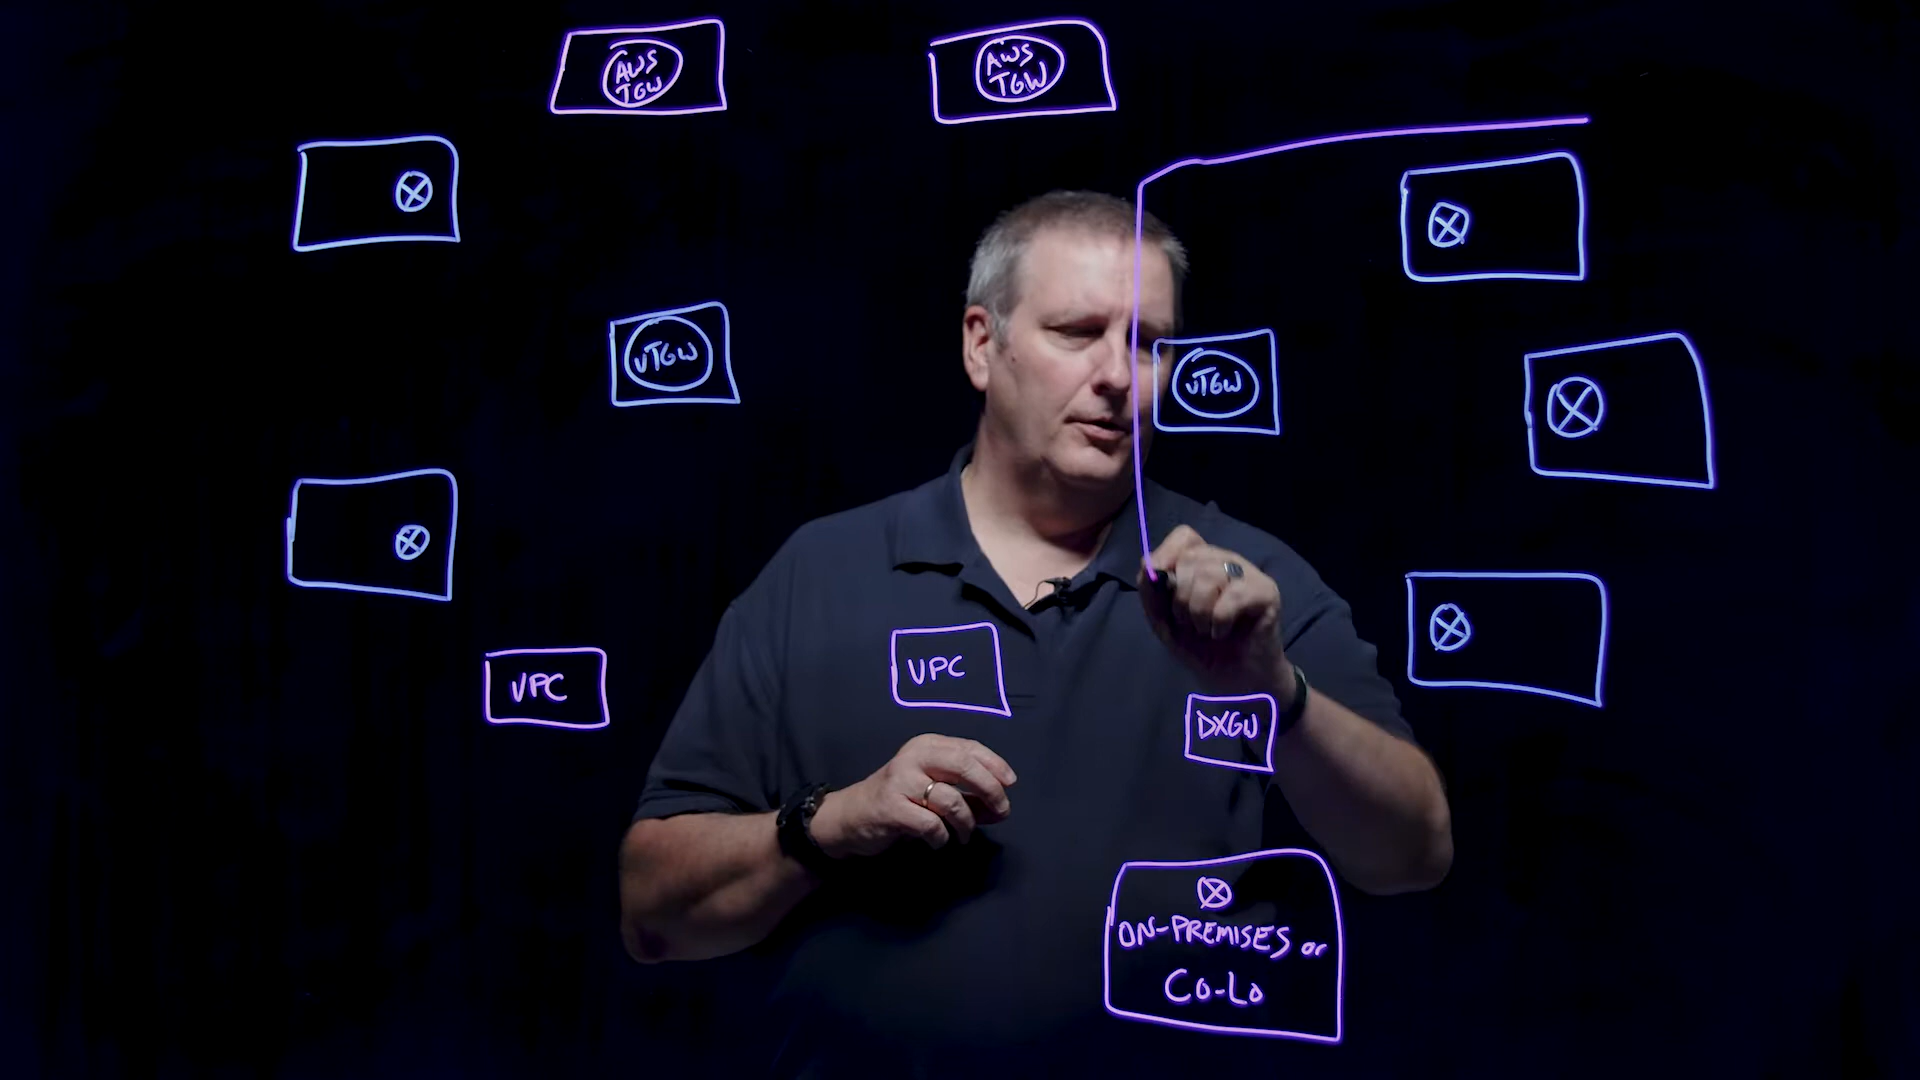 AWS
TGW
AWS
TGW
vTGW
vTGW
VPC
VPC
DXGW
ON-PREMISES or
Co-Lo